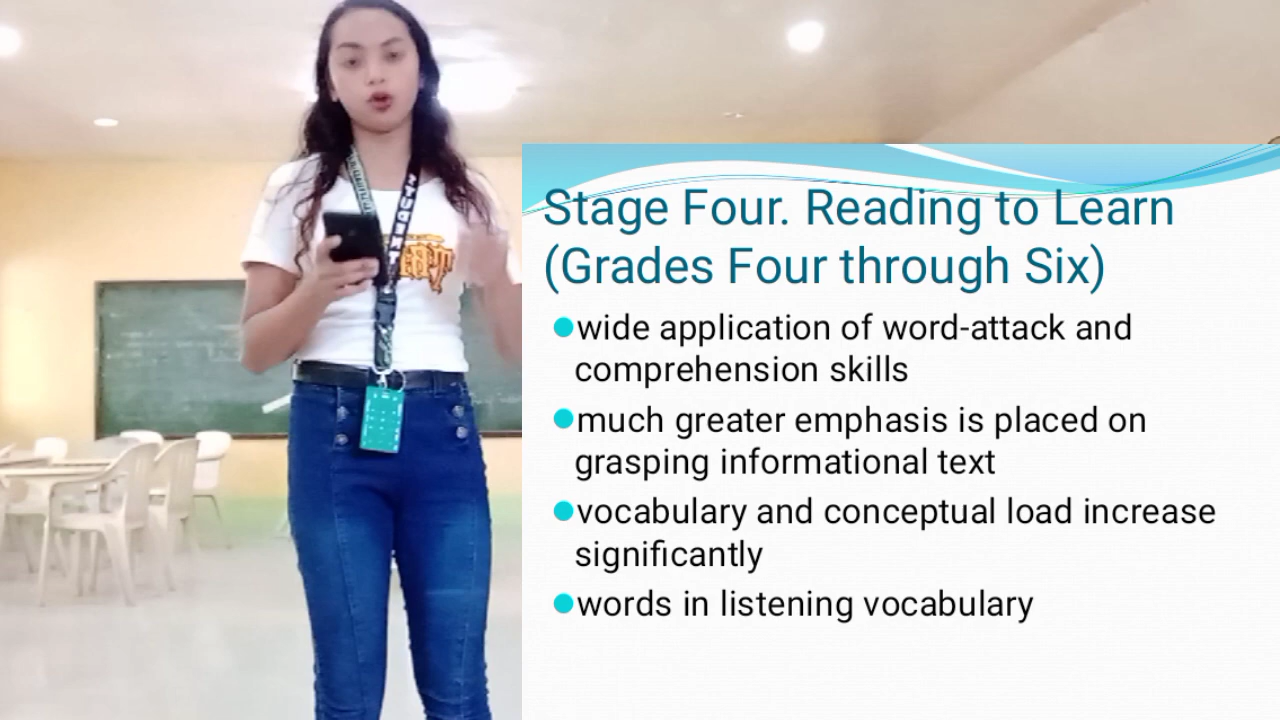 STUDENT
Stage Four. Reading to Learn
(Grades Four through Six)
wide application of word-attack and
comprehension skills
much greater emphasis is placed on
grasping informational text
vocabulary and conceptual load increase
significantly
words in listening vocabulary